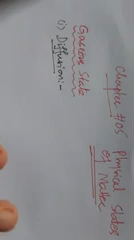 Chapter #05 Physical States
of Matter
Gaseous State
(i) Diffusion:-